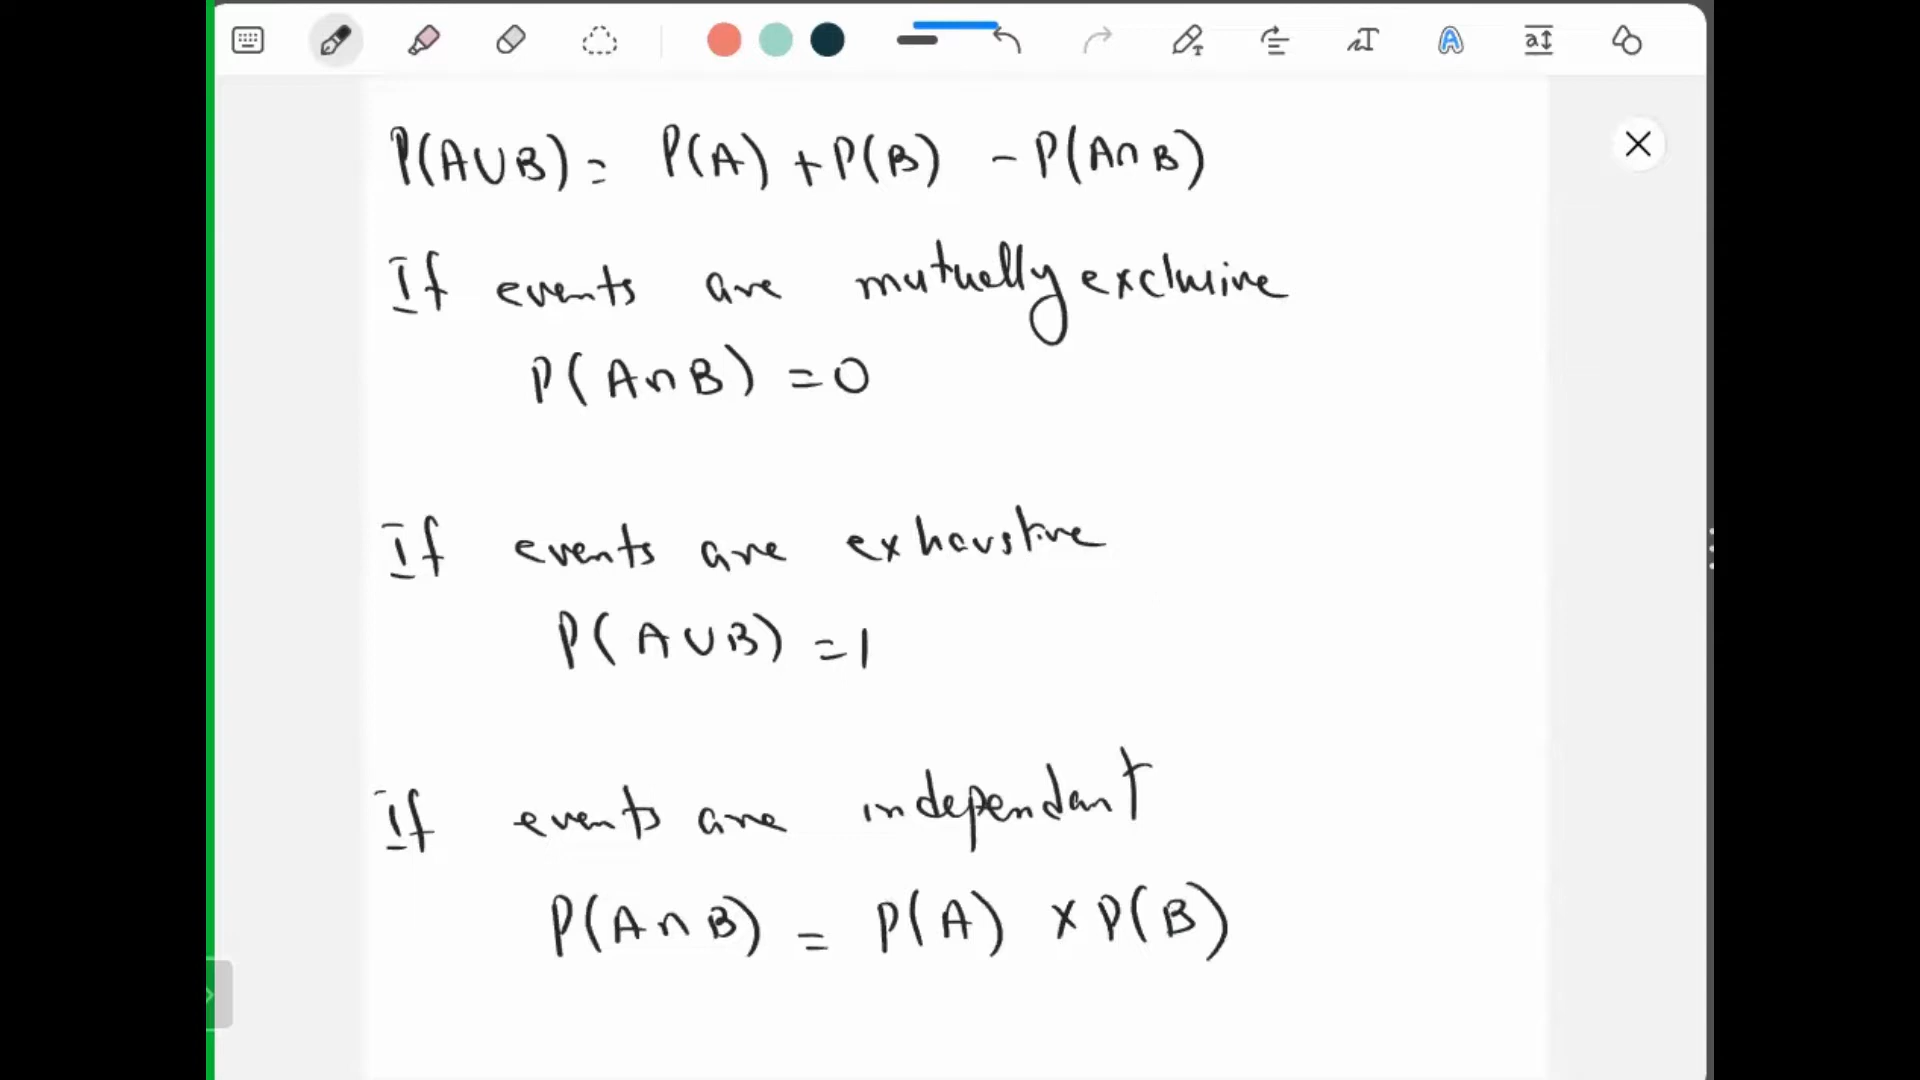 P(A∪B) = P(A) + P(B) - P(A∩B)
If events are mutually exclusive
P(A∩B) = 0
If events are exhaustive
P(A∪B) = 1
If events are independant
P(A∩B) = P(A) × P(B)